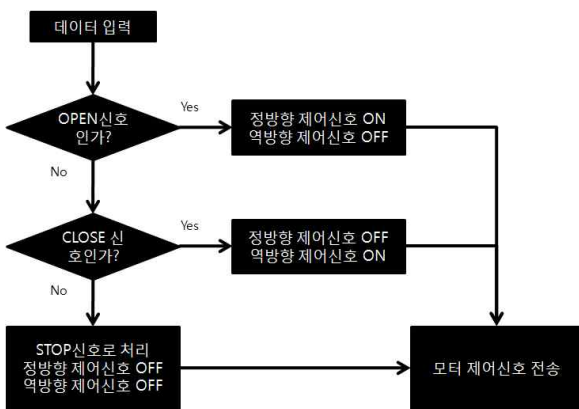 데이터 입력
OPEN신호
인가?
Yes
정방향 제어신호 ON
역방향 제어신호 OFF
No
CLOSE 신
호인가?
Yes
정방향 제어신호 OFF
역방향 제어신호 ON
No
STOP신호로 처리
정방향 제어신호 OFF
역방향 제어신호 OFF
모터 제어신호 전송